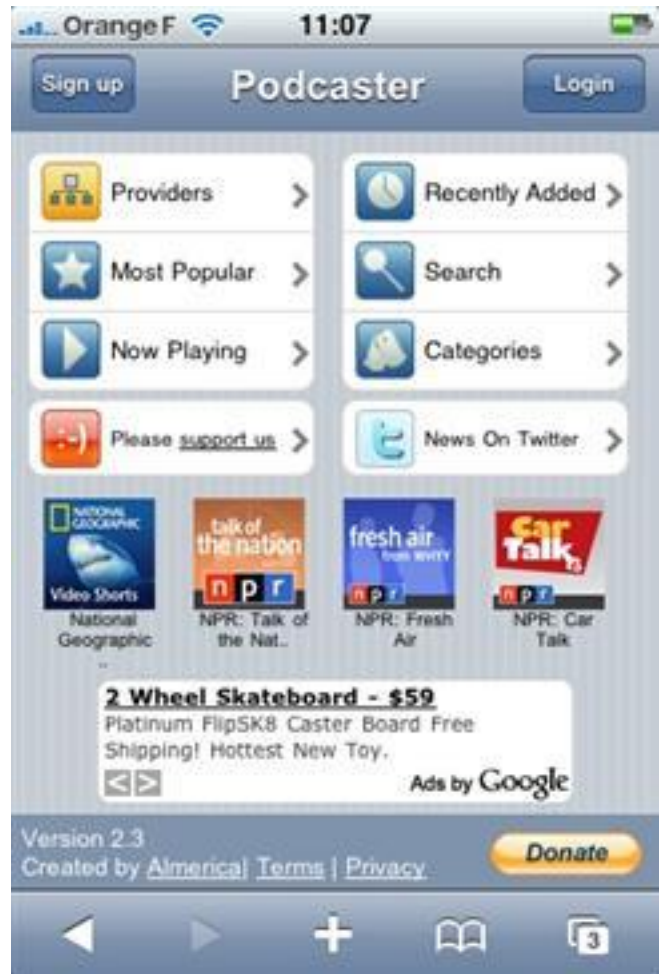 Orange F 11:07
Sign up Podcaster Login
Providers
Recently Added
Most Popular
Search
Now Playing
Categories
:-) Please support us
News On Twitter
NATIONAL GEOGRAPHIC
Video Shorts
talk of
the nation
npr
fresh air
from WHYY
npr
Car
Talk
npr
National
Geographic
..
NPR: Talk of
the Nat..
NPR: Fresh
Air
NPR: Car
Talk
2 Wheel Skateboard - $59
Platinum FlipSK8 Caster Board Free
Shipping! Hottest New Toy.
< >
Ads by Google
Version 2.3
Created by Almerica| Terms | Privacy
Donate
3